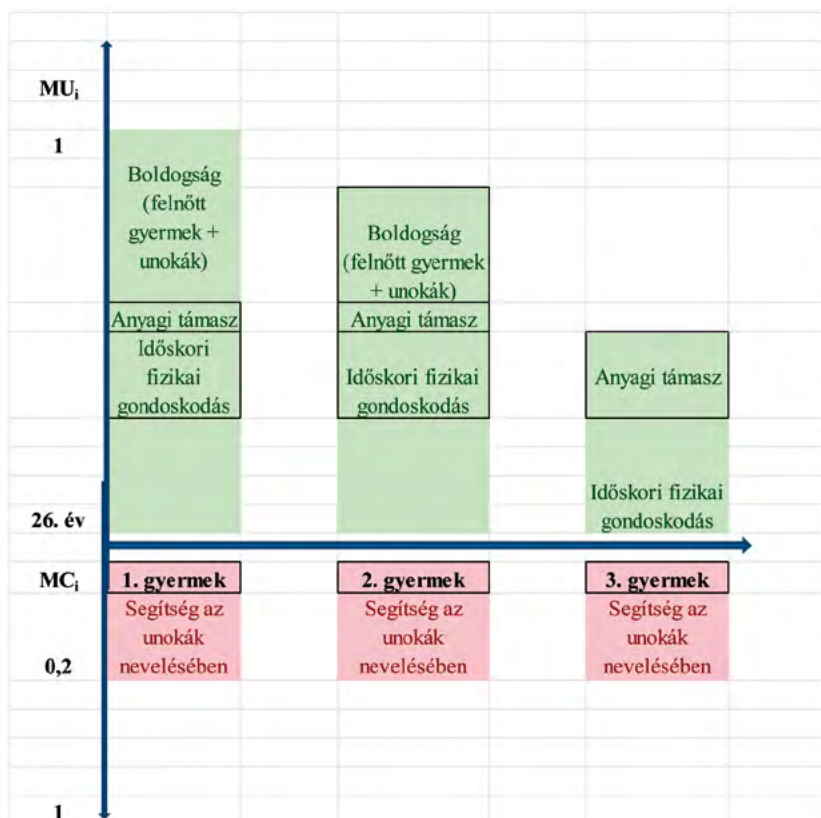 MUᵢ
1
Boldogság
(felnőtt
gyermek +
unokák)
Boldogság
(felnőtt gyermek
+ unokák)
Anyagi támasz
Anyagi támasz
Időskori
fizikai
gondoskodás
Időskori fizikai
gondoskodás
Anyagi támasz
Időskori fizikai
gondoskodás
26. év
MCᵢ
1. gyermek
2. gyermek
3. gyermek
Segítség az
unokák
nevelésében
Segítség az
unokák
nevelésében
Segítség az
unokák
nevelésében
0,2
1